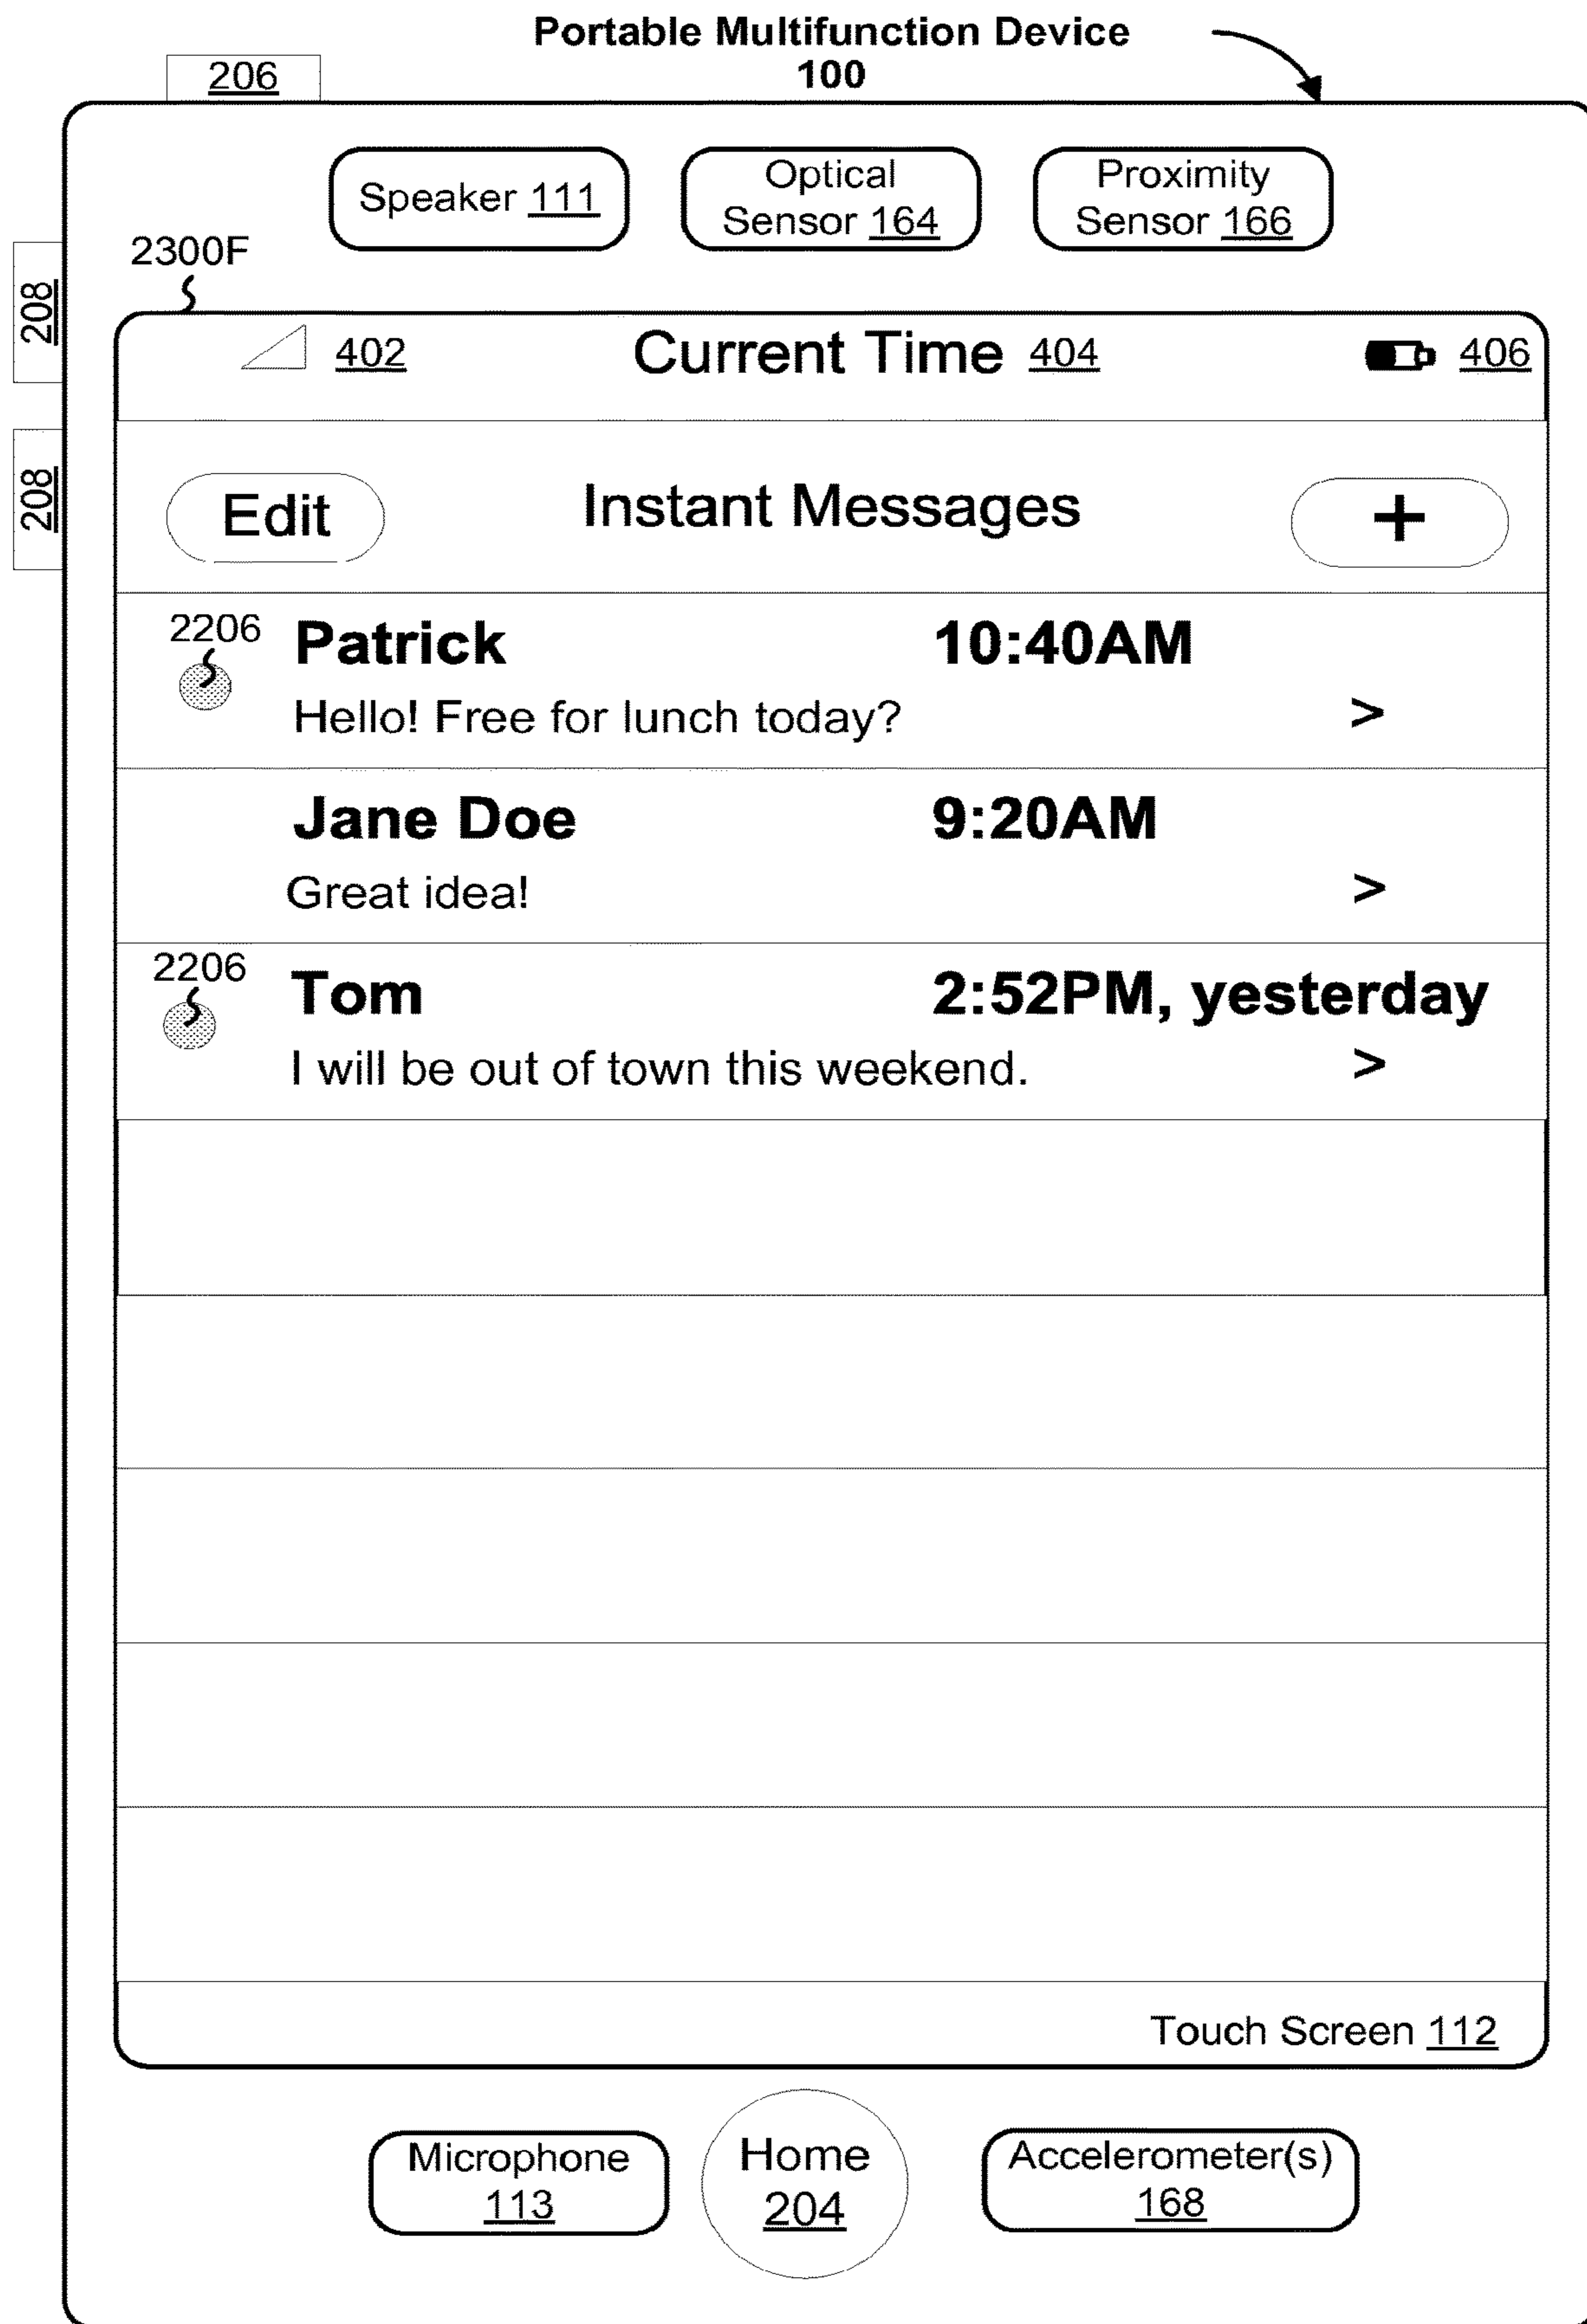 Portable Multifunction Device
100
206
Speaker 111
Optical
Sensor 164
Proximity
Sensor 166
2300F
208
402
Current Time 404
406
208
Edit
Instant Messages
+
2206
Patrick
10:40AM
Hello! Free for lunch today?
>
Jane Doe
9:20AM
Great idea!
>
2206
Tom
2:52PM, yesterday
I will be out of town this weekend.
>
Touch Screen 112
Microphone
113
Home
204
Accelerometer(s)
168